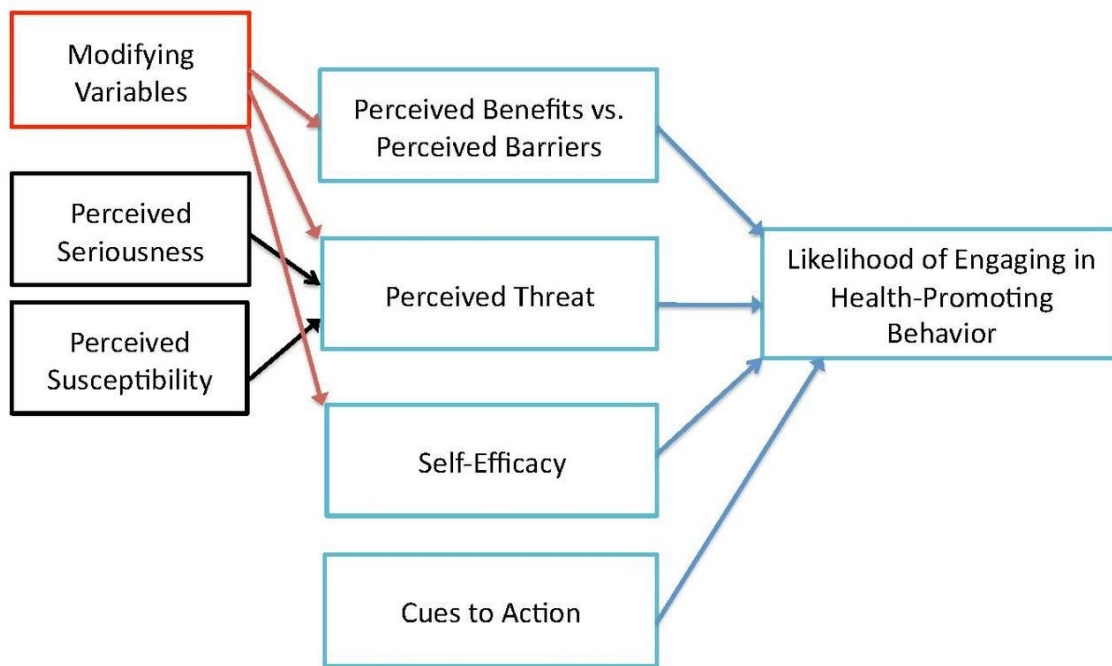 Modifying
Variables
Perceived Benefits vs.
Perceived Barriers
Perceived
Seriousness
Perceived Threat
Likelihood of Engaging in
Health-Promoting
Behavior
Perceived
Susceptibility
Self-Efficacy
Cues to Action